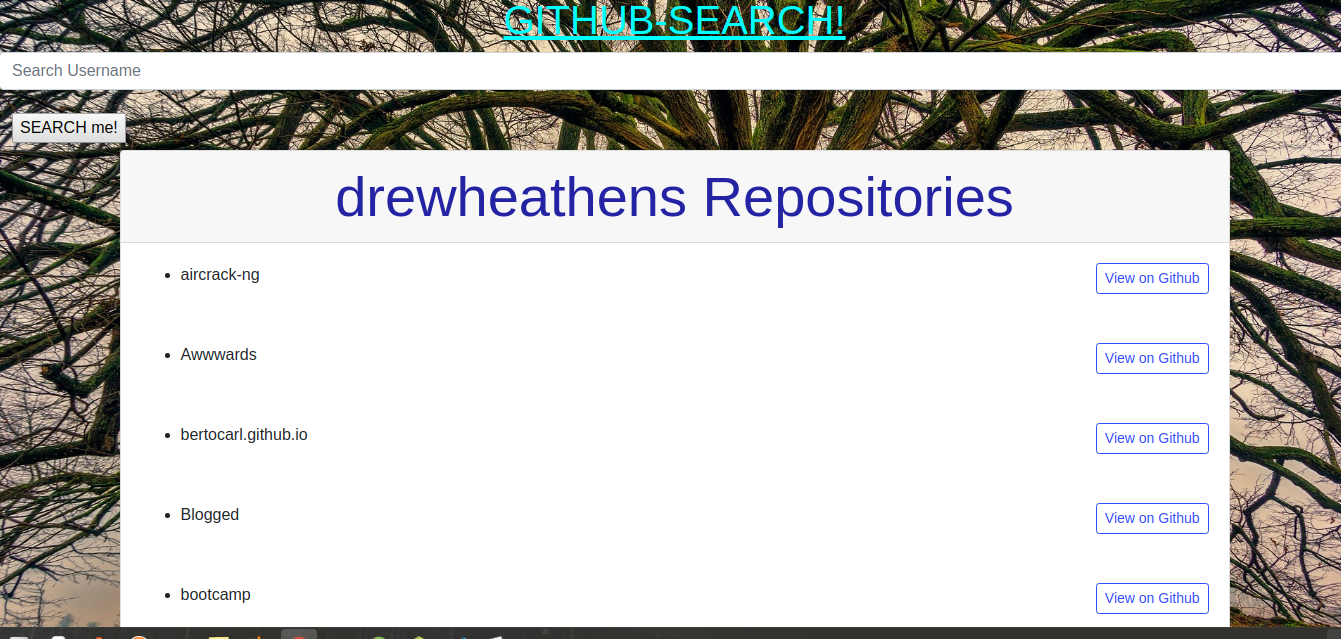 GITHUB-SEARCH!
Search Username
SEARCH me!
drewheathens Repositories
aircrack-ng View on Github
Awwwards View on Github
bertocarl.github.io View on Github
Blogged View on Github
bootcamp View on Github